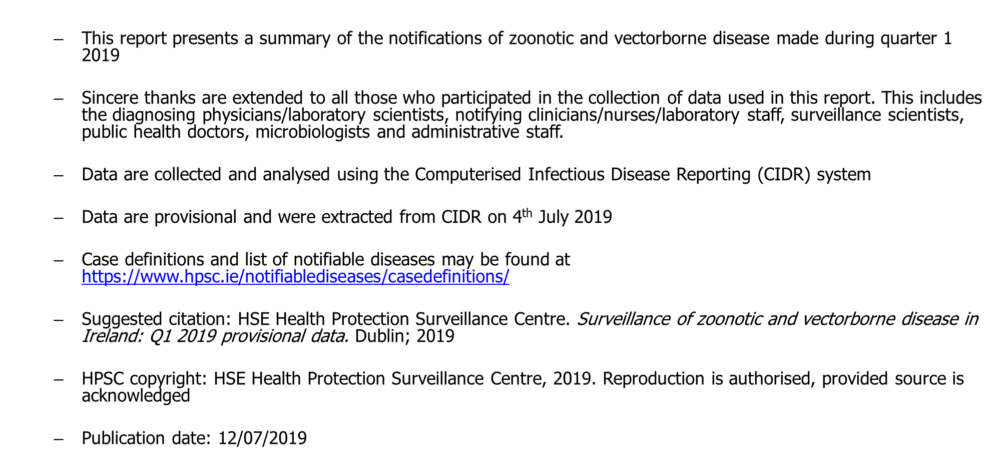 – This report presents a summary of the notifications of zoonotic and vectorborne disease made during quarter 1
2019
– Sincere thanks are extended to all those who participated in the collection of data used in this report. This includes
the diagnosing physicians/laboratory scientists, notifying clinicians/nurses/laboratory staff, surveillance scientists,
public health doctors, microbiologists and administrative staff.
– Data are collected and analysed using the Computerised Infectious Disease Reporting (CIDR) system
– Data are provisional and were extracted from CIDR on 4th July 2019
– Case definitions and list of notifiable diseases may be found at
https://www.hpsc.ie/notifiablediseases/casedefinitions/
– Suggested citation: HSE Health Protection Surveillance Centre. Surveillance of zoonotic and vectorborne disease in
Ireland: Q1 2019 provisional data. Dublin; 2019
– HPSC copyright: HSE Health Protection Surveillance Centre, 2019. Reproduction is authorised, provided source is
acknowledged
– Publication date: 12/07/2019